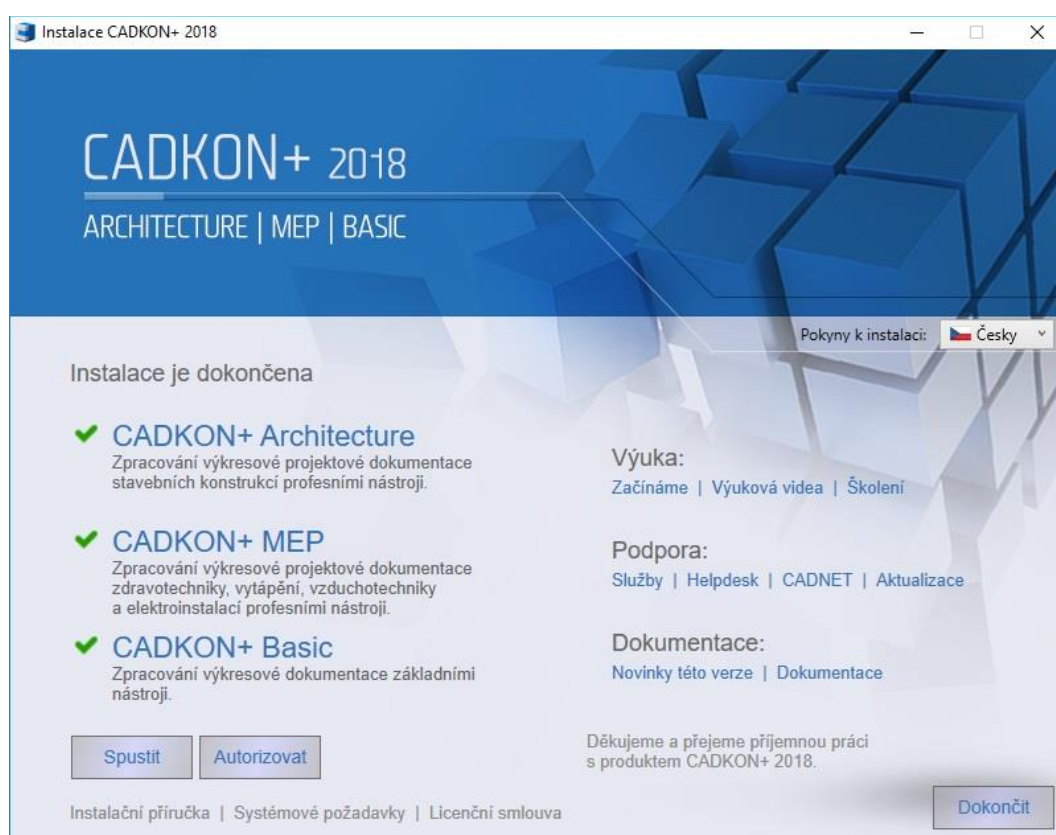 Instalace CADKON+ 2018
CADKON+ 2018
ARCHITECTURE | MEP | BASIC
Pokyny k instalaci: Česky
Instalace je dokončena
CADKON+ Architecture
Zpracování výkresové projektové dokumentace
stavebních konstrukcí profesními nástroji.
CADKON+ MEP
Zpracování výkresové projektové dokumentace
zdravotechniky, vytápění, vzduchotechniky
a elektroinstalací profesními nástroji.
CADKON+ Basic
Zpracování výkresové dokumentace základními
nástroji.
Výuka:
Začínáme | Výuková videa | Školení
Podpora:
Služby | Helpdesk | CADNET | Aktualizace
Dokumentace:
Novinky této verze | Dokumentace
Spustit Autorizovat
Děkujeme a přejeme příjemnou práci
s produktem CADKON+ 2018.
Instalační příručka | Systémové požadavky | Licenční smlouva
Dokončit